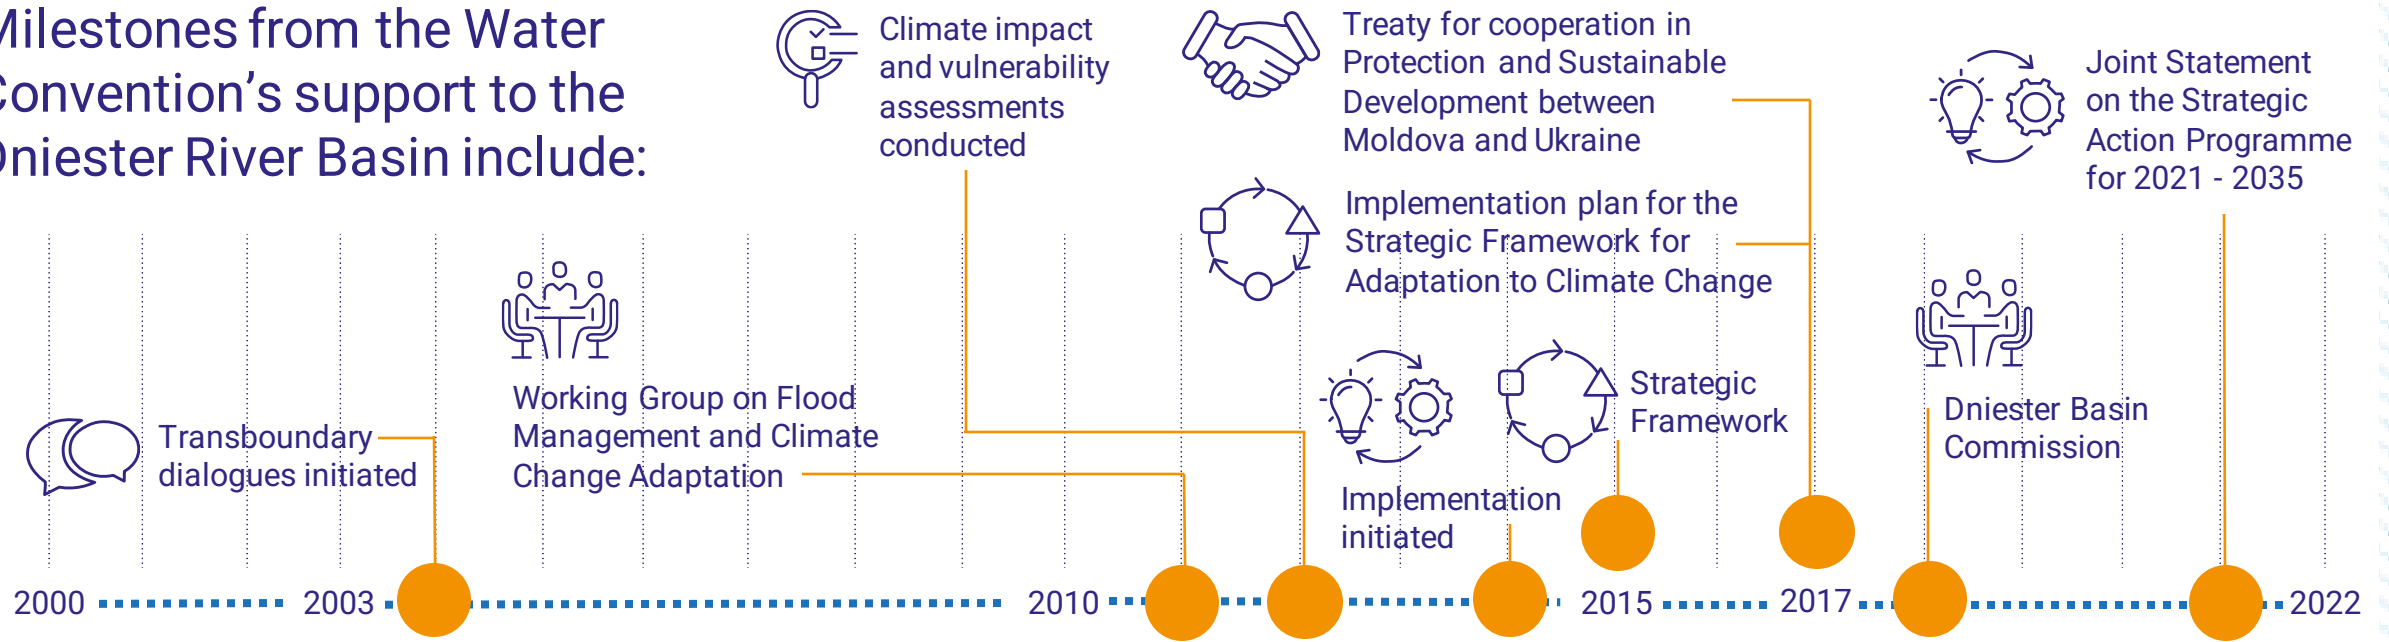 Milestones from the Water
Convention's support to the
Dniester River Basin include:
Climate impact
and vulnerability
assessments
conducted
Treaty for cooperation in
Protection and Sustainable
Development between
Moldova and Ukraine
Joint Statement
on the Strategic
Action Programme
for 2021 - 2035
Implementation plan for the
Strategic Framework for
Adaptation to Climate Change
Transboundary
dialogues initiated
Working Group on Flood
Management and Climate
Change Adaptation
Implementation
initiated
Strategic
Framework
Dniester Basin
Commission
2000
2003
2010
2015
2017
2022